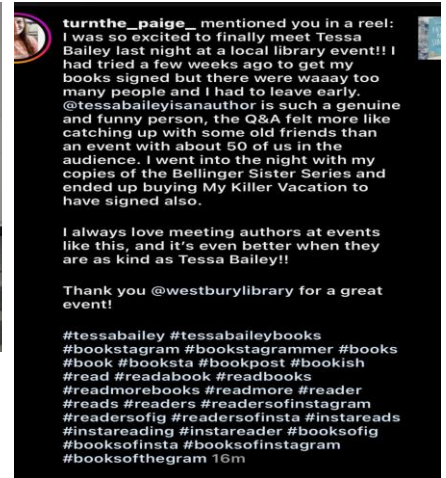 turnthe_paige_ mentioned you in a reel:
I was so excited to finally meet Tessa
Bailey last night at a local library event!! I
had tried a few weeks ago to get my
books signed but there were waaay too
many people and I had to leave early.
@tessabaileyisanauthor is such a genuine
and funny person, the Q&A felt more like
catching up with some old friends than
an event with about 50 of us in the
audience. I went into the night with my
copies of the Bellinger Sister Series and
ended up buying My Killer Vacation to
have signed also.
I always love meeting authors at events
like this, and it's even better when they
are as kind as Tessa Bailey!!
Thank you @westburylibrary for a great
event!
#tessabailey #tessabaileybooks
#bookstagram #bookstagrammer #books
#book #booksta #bookpost #bookish
#read #readabook #readbooks
#readmorebooks #readmore #reader
#reads #readers #readersofinstagram
#readersofig #readersofinsta #instareads
#instareading #instareader #booksofig
#booksofinsta #booksofinstagram
#booksofthegram 16m